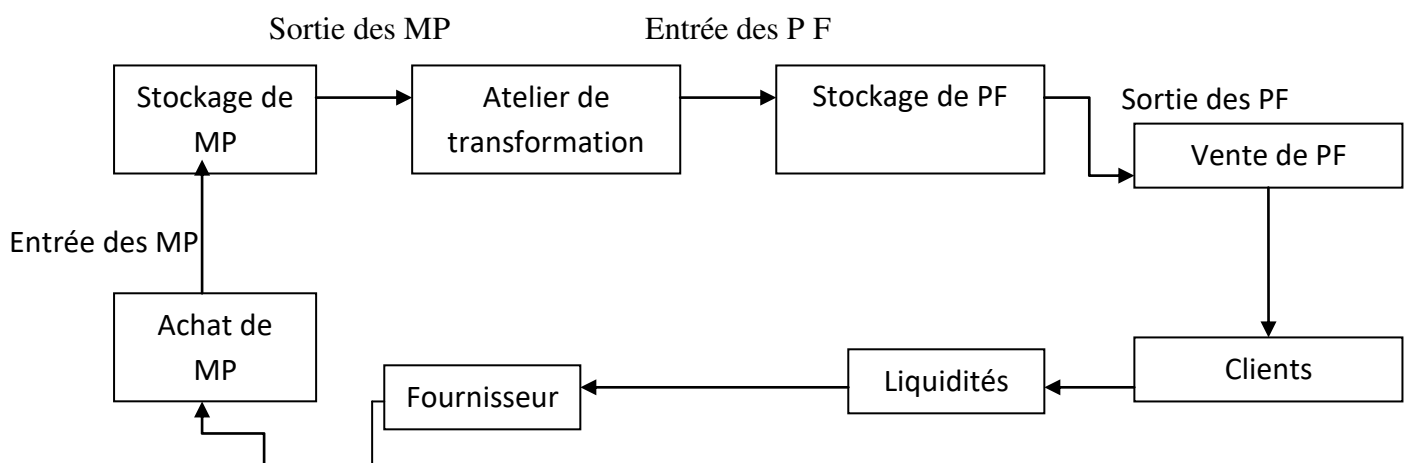 Sortie des MP
Entrée des P F
Stockage de
MP
Atelier de
transformation
Stockage de PF
Sortie des PF
Vente de PF
Entrée des MP
Achat de
MP
Fournisseur
Liquidités
Clients